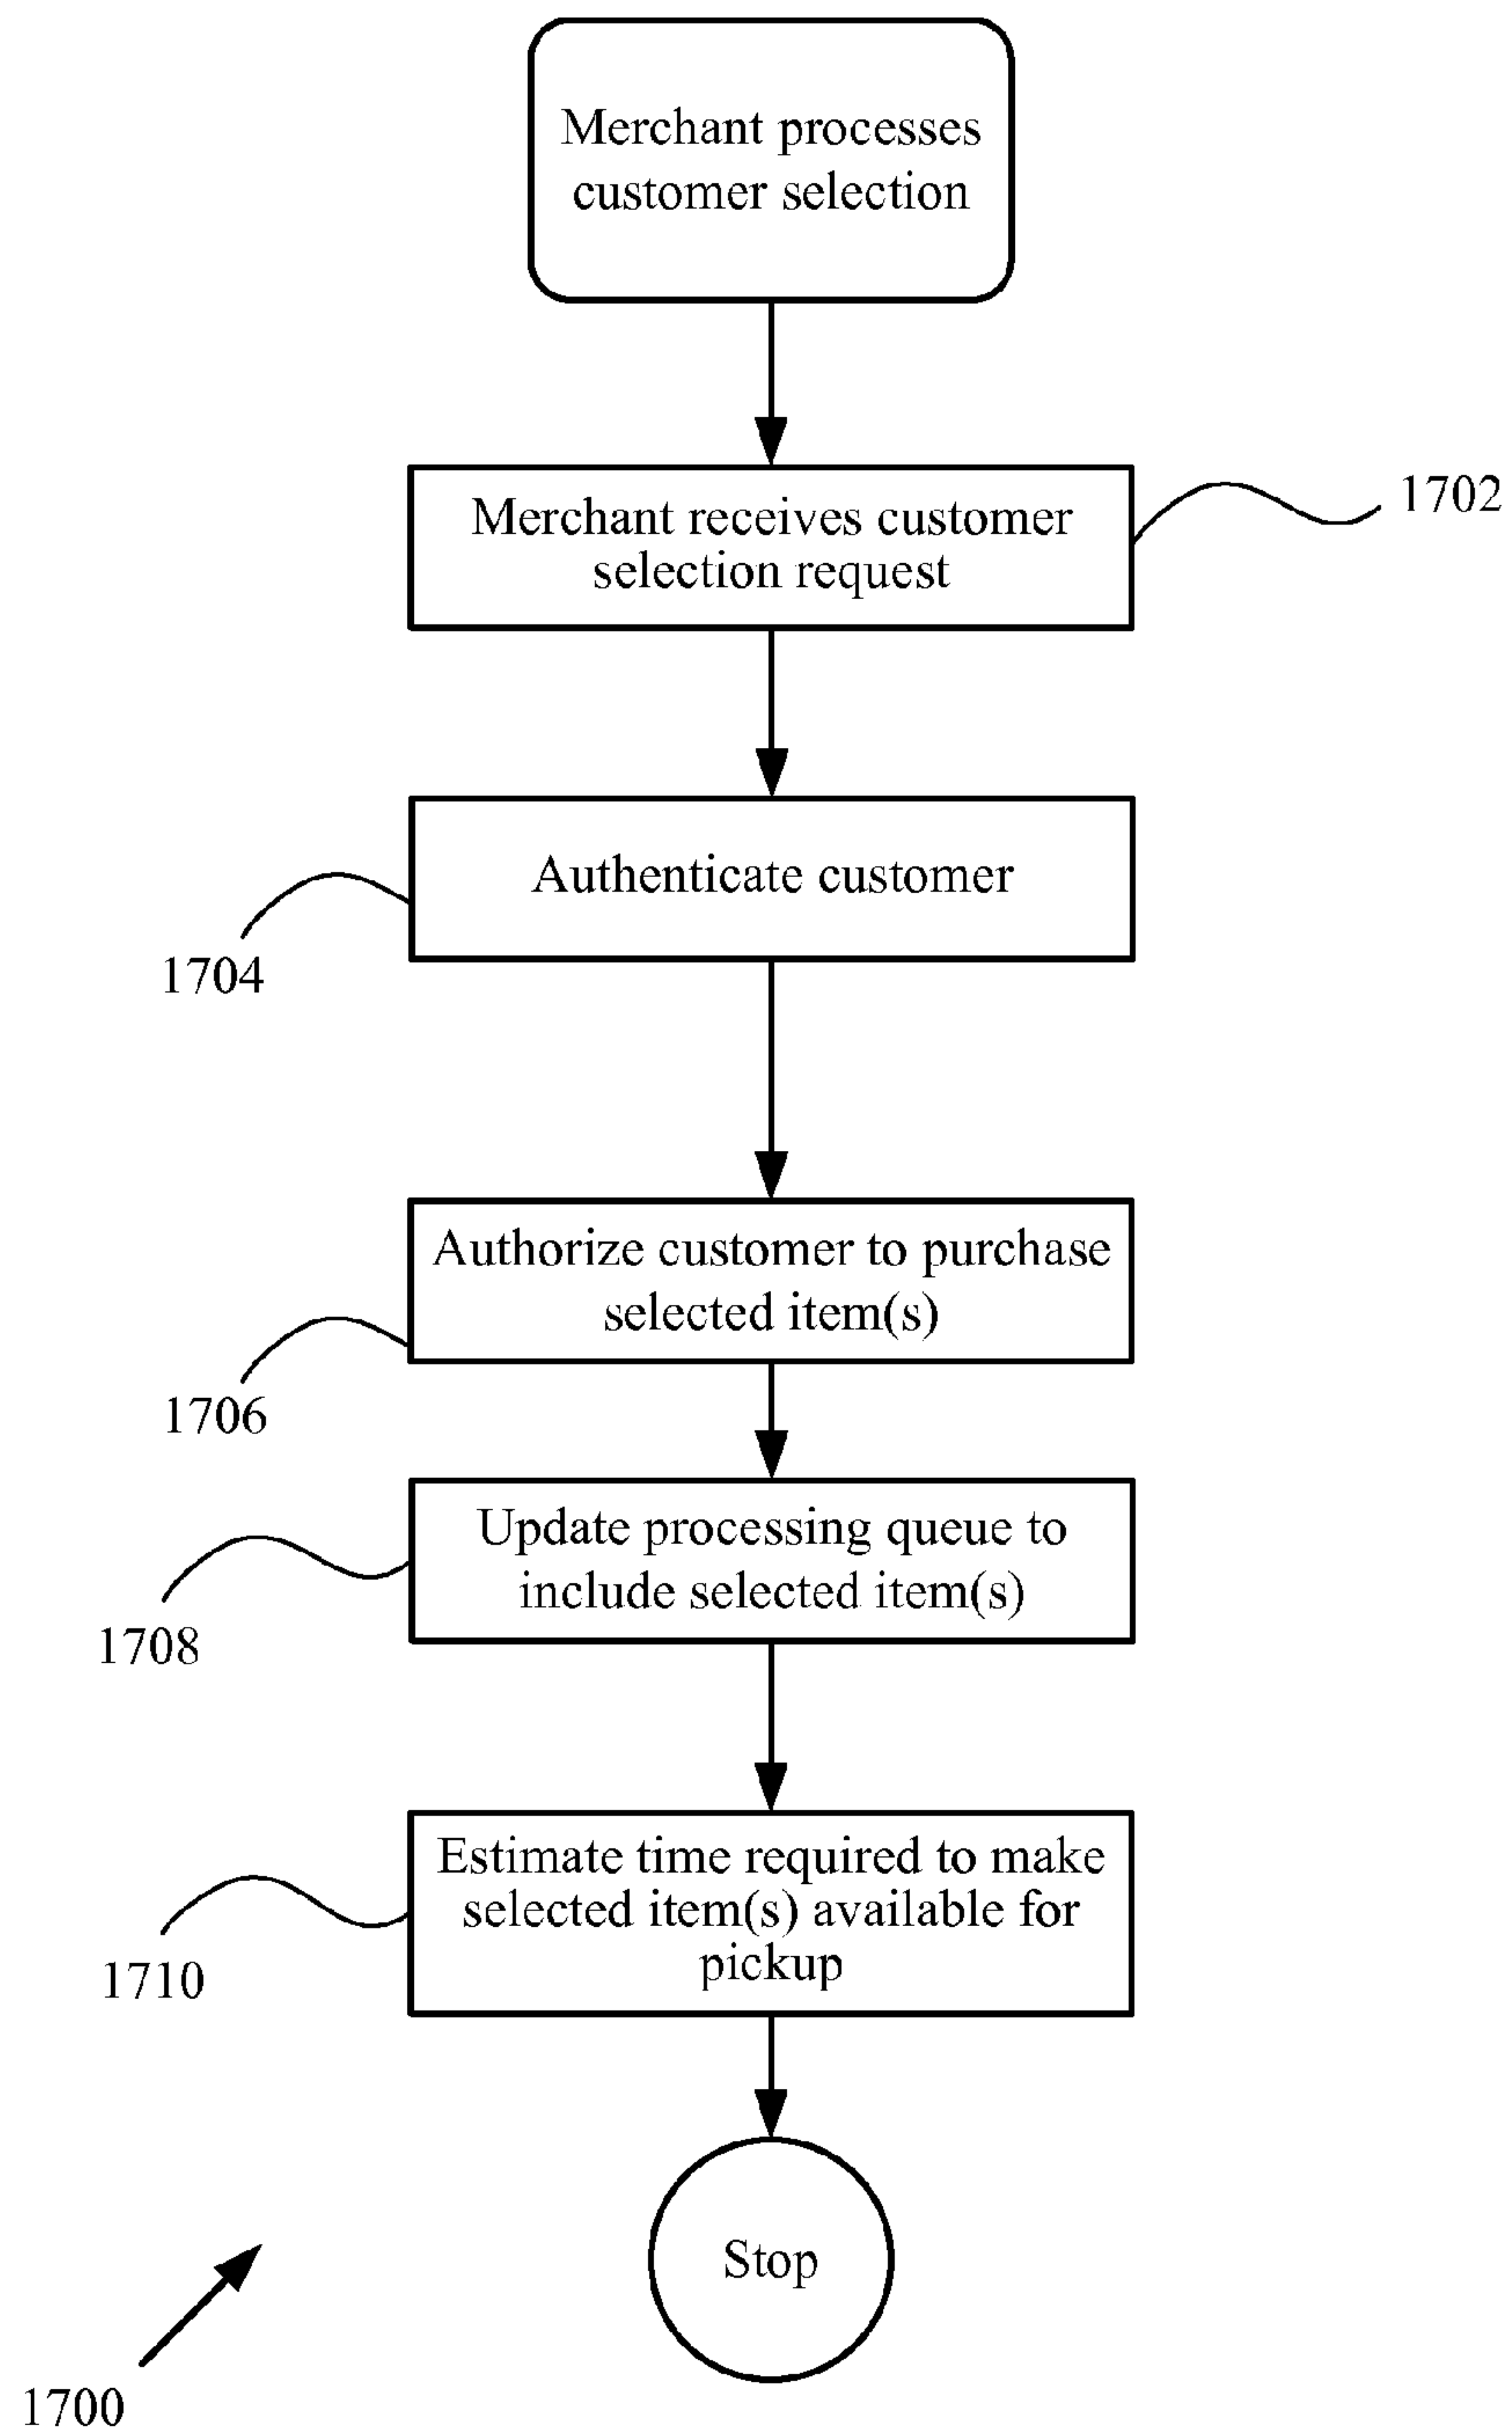 Merchant processes
customer selection
Merchant receives customer
selection request
1702
Authenticate customer
1704
Authorize customer to purchase
selected item(s)
1706
Update processing queue to
include selected item(s)
1708
Estimate time required to make
selected item(s) available for
pickup
1710
Stop
1700